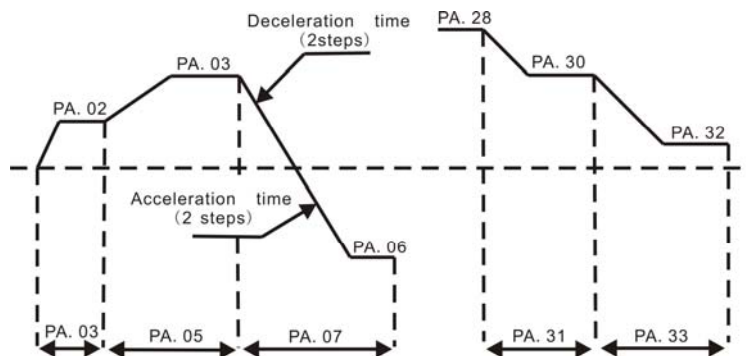 Deceleration time
(2steps)
PA. 28
PA. 03
PA. 30
PA. 02
PA. 32
Acceleration time
(2 steps)
PA. 06
PA. 03
PA. 05
PA. 07
PA. 31
PA. 33